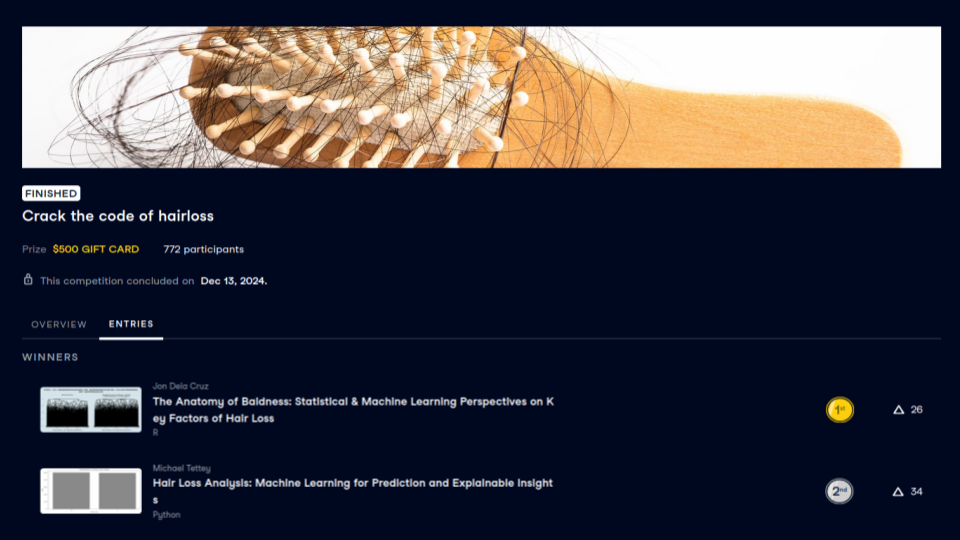 FINISHED
Crack the code of hairloss
Prize $500 GIFT CARD 772 participants
This competition concluded on Dec 13, 2024.
OVERVIEW ENTRIES
WINNERS
Jon Dela Cruz
The Anatomy of Baldness: Statistical & Machine Learning Perspectives on K
ey Factors of Hair Loss
R
1st
26
Michael Tettey
Hair Loss Analysis: Machine Learning for Prediction and Explainable Insight
s
Python
2nd
34